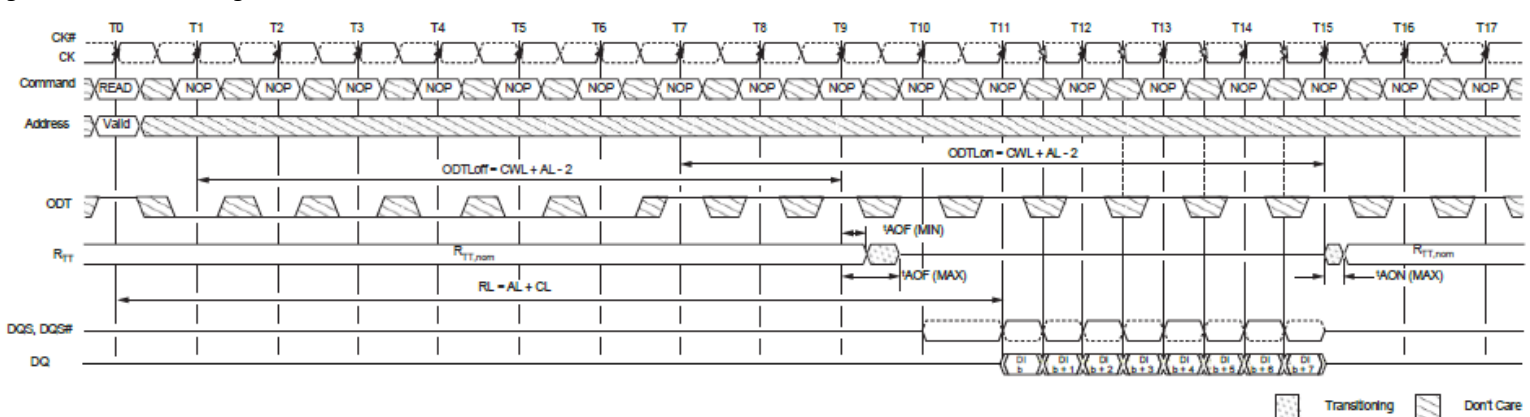 T0 T1 T2 T3 T4 T5 T6 T7 T8 T9 T10 T11 T12 T13 T14 T15 T16 T17
CK#
CK
Command READ NOP NOP NOP NOP NOP NOP NOP NOP NOP NOP NOP NOP NOP NOP NOP NOP NOP
Address Valid
ODTLon = CWL + AL - 2
ODTLoff = CWL + AL - 2
ODT
tAOF (MIN)
RTT RTT,nom RTT,nom
tAOF (MAX) tAON (MAX)
RL = AL + CL
DQS, DQS#
DQ DI b DI b + 1 DI b + 2 DI b + 3 DI b + 4 DI b + 5 DI b + 6 DI b + 7
Transitioning Don't Care